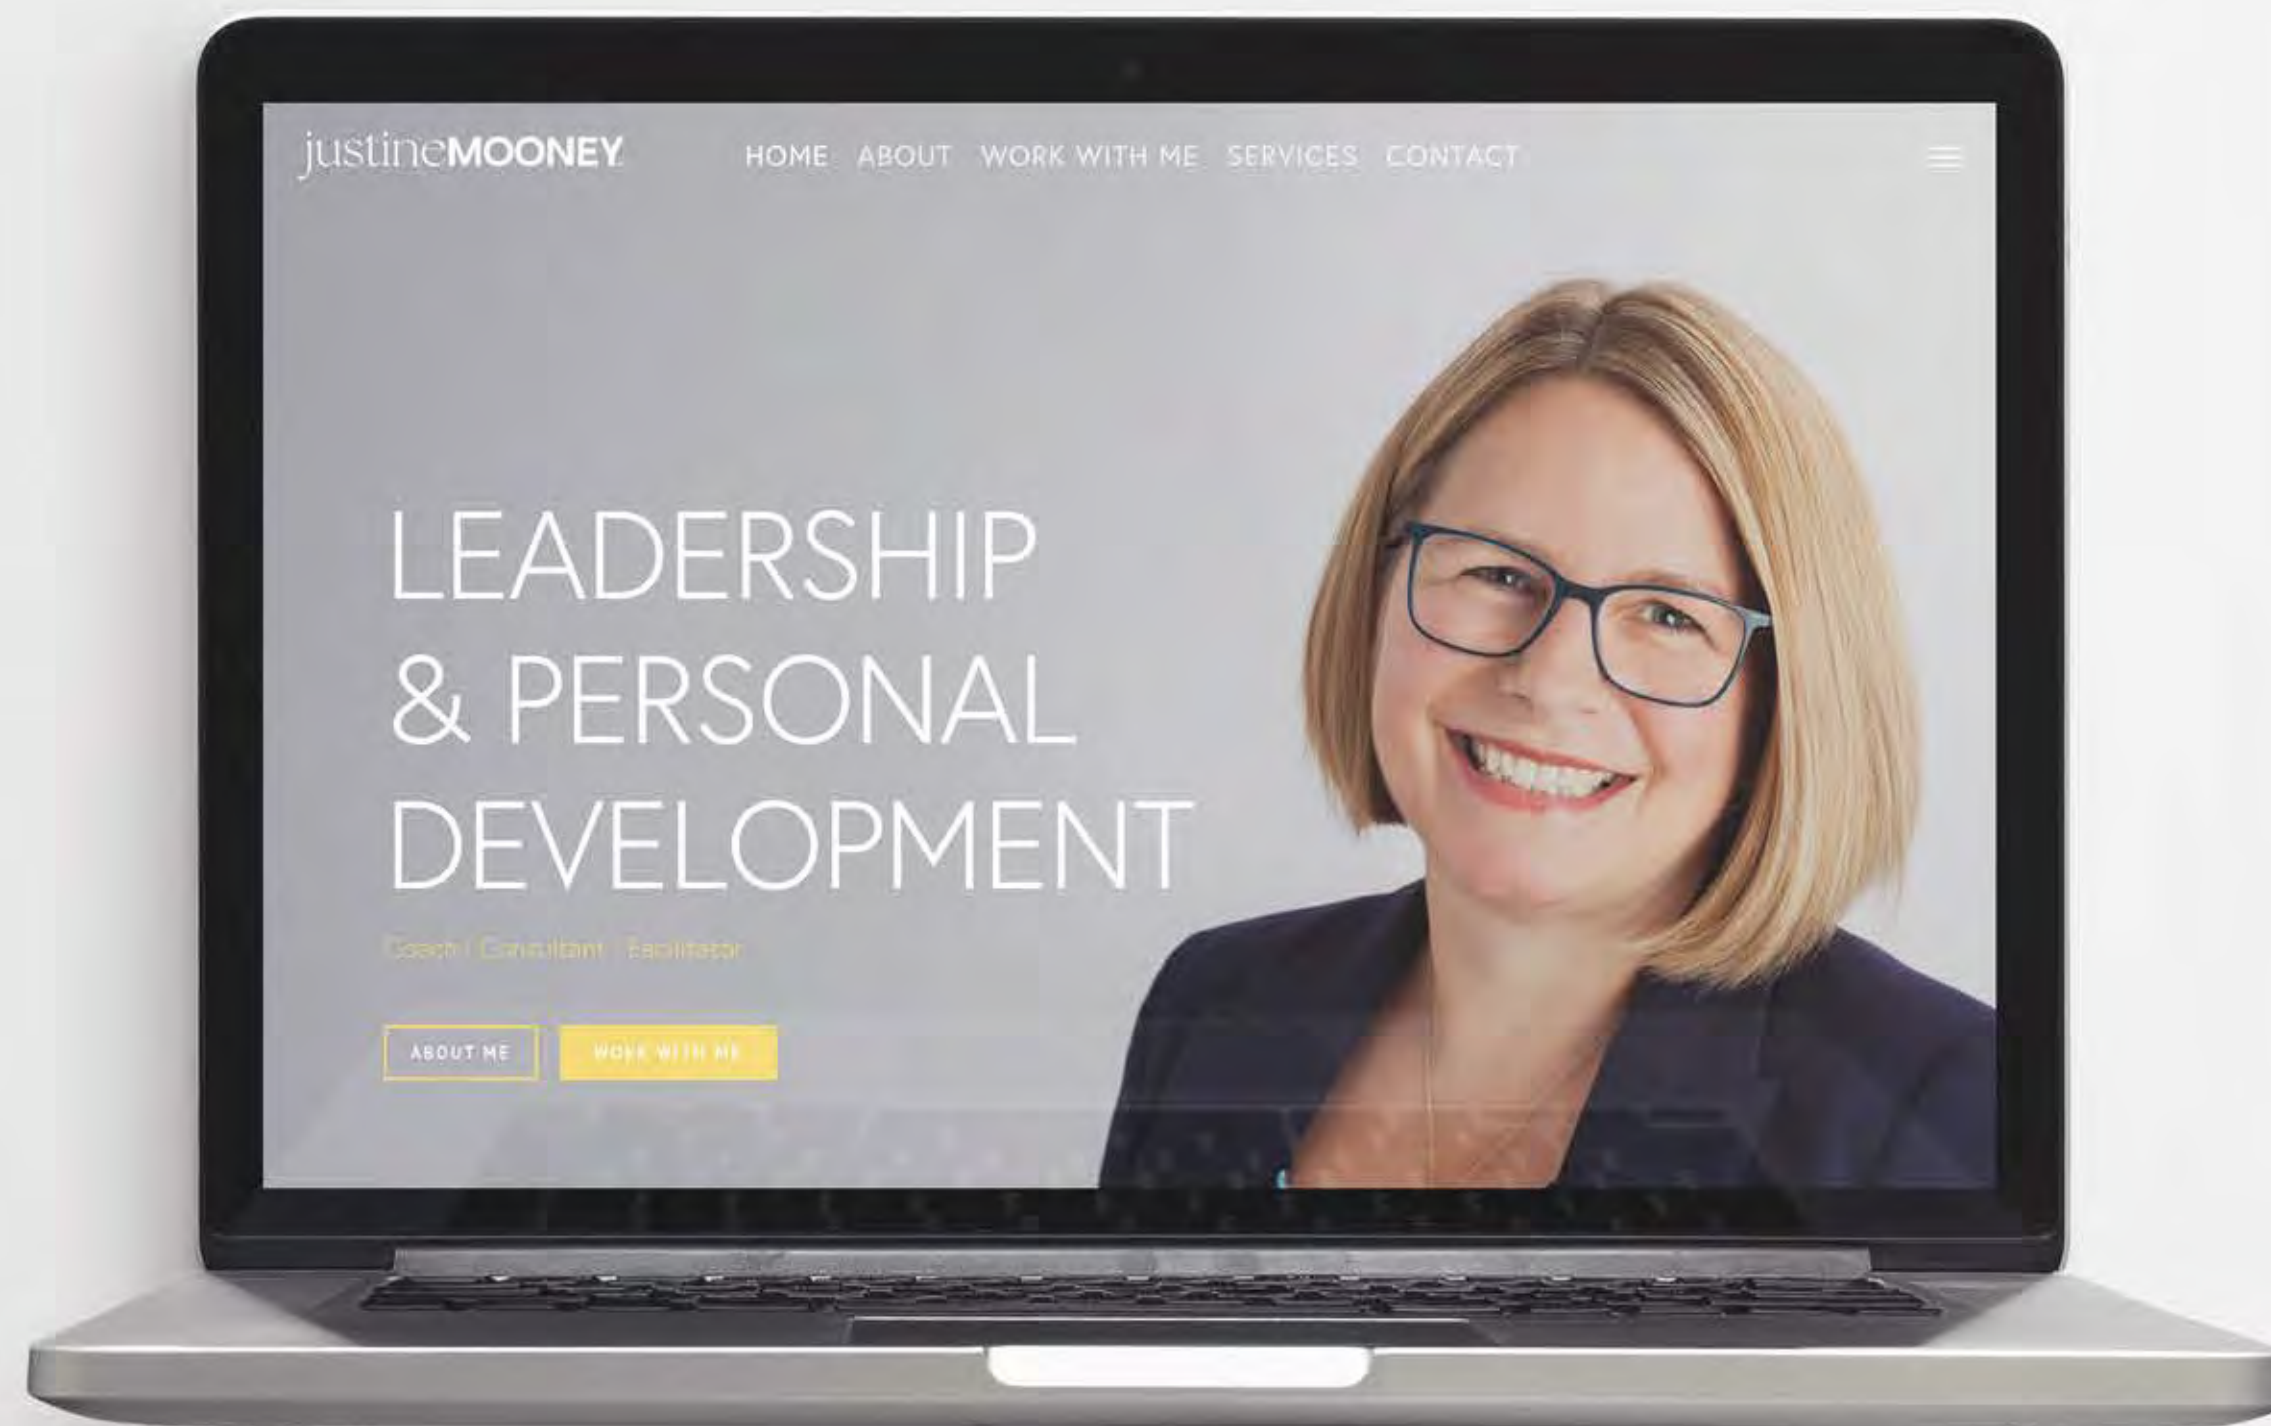 justineMOONEY
HOME ABOUT WORK WITH ME SERVICES CONTACT
LEADERSHIP
& PERSONAL
DEVELOPMENT
Coach | Consultant | Facilitator
ABOUT ME
WORK WITH ME